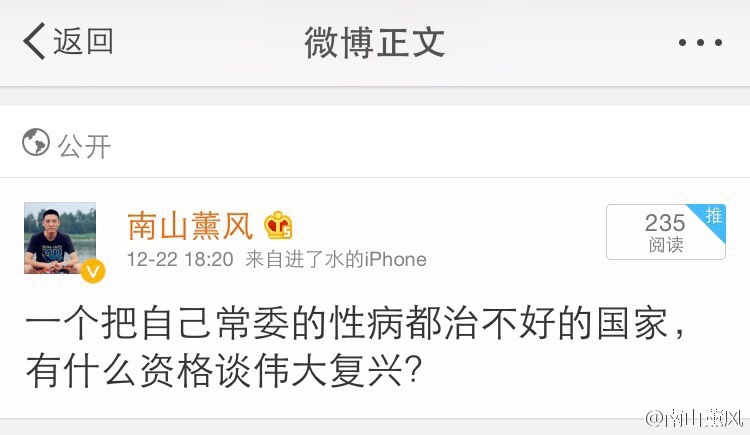 返回
微博正文
公开
南山薰风
235
推
阅读
12-22 18:20 来自进了水的iPhone
一个把自己常委的性病都治不好的国家，
有什么资格谈伟大复兴？
@南山薰风